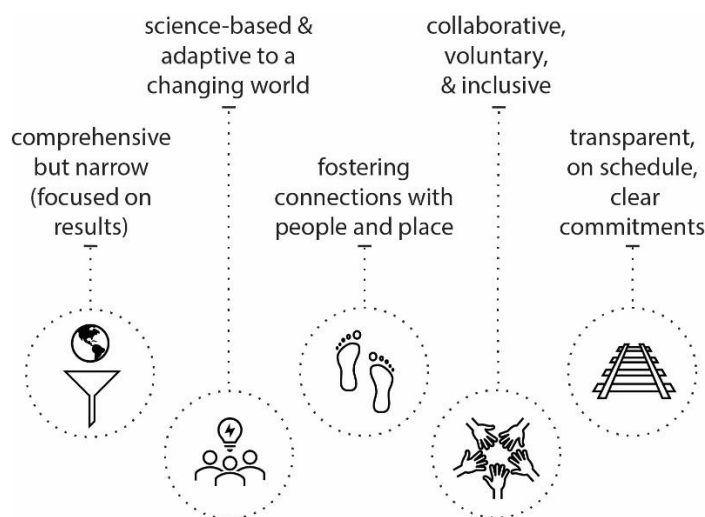 science-based &
adaptive to a
changing world
collaborative,
voluntary,
& inclusive
comprehensive
but narrow
(focused on
results)
fostering
connections with
people and place
transparent,
on schedule,
clear
commitments